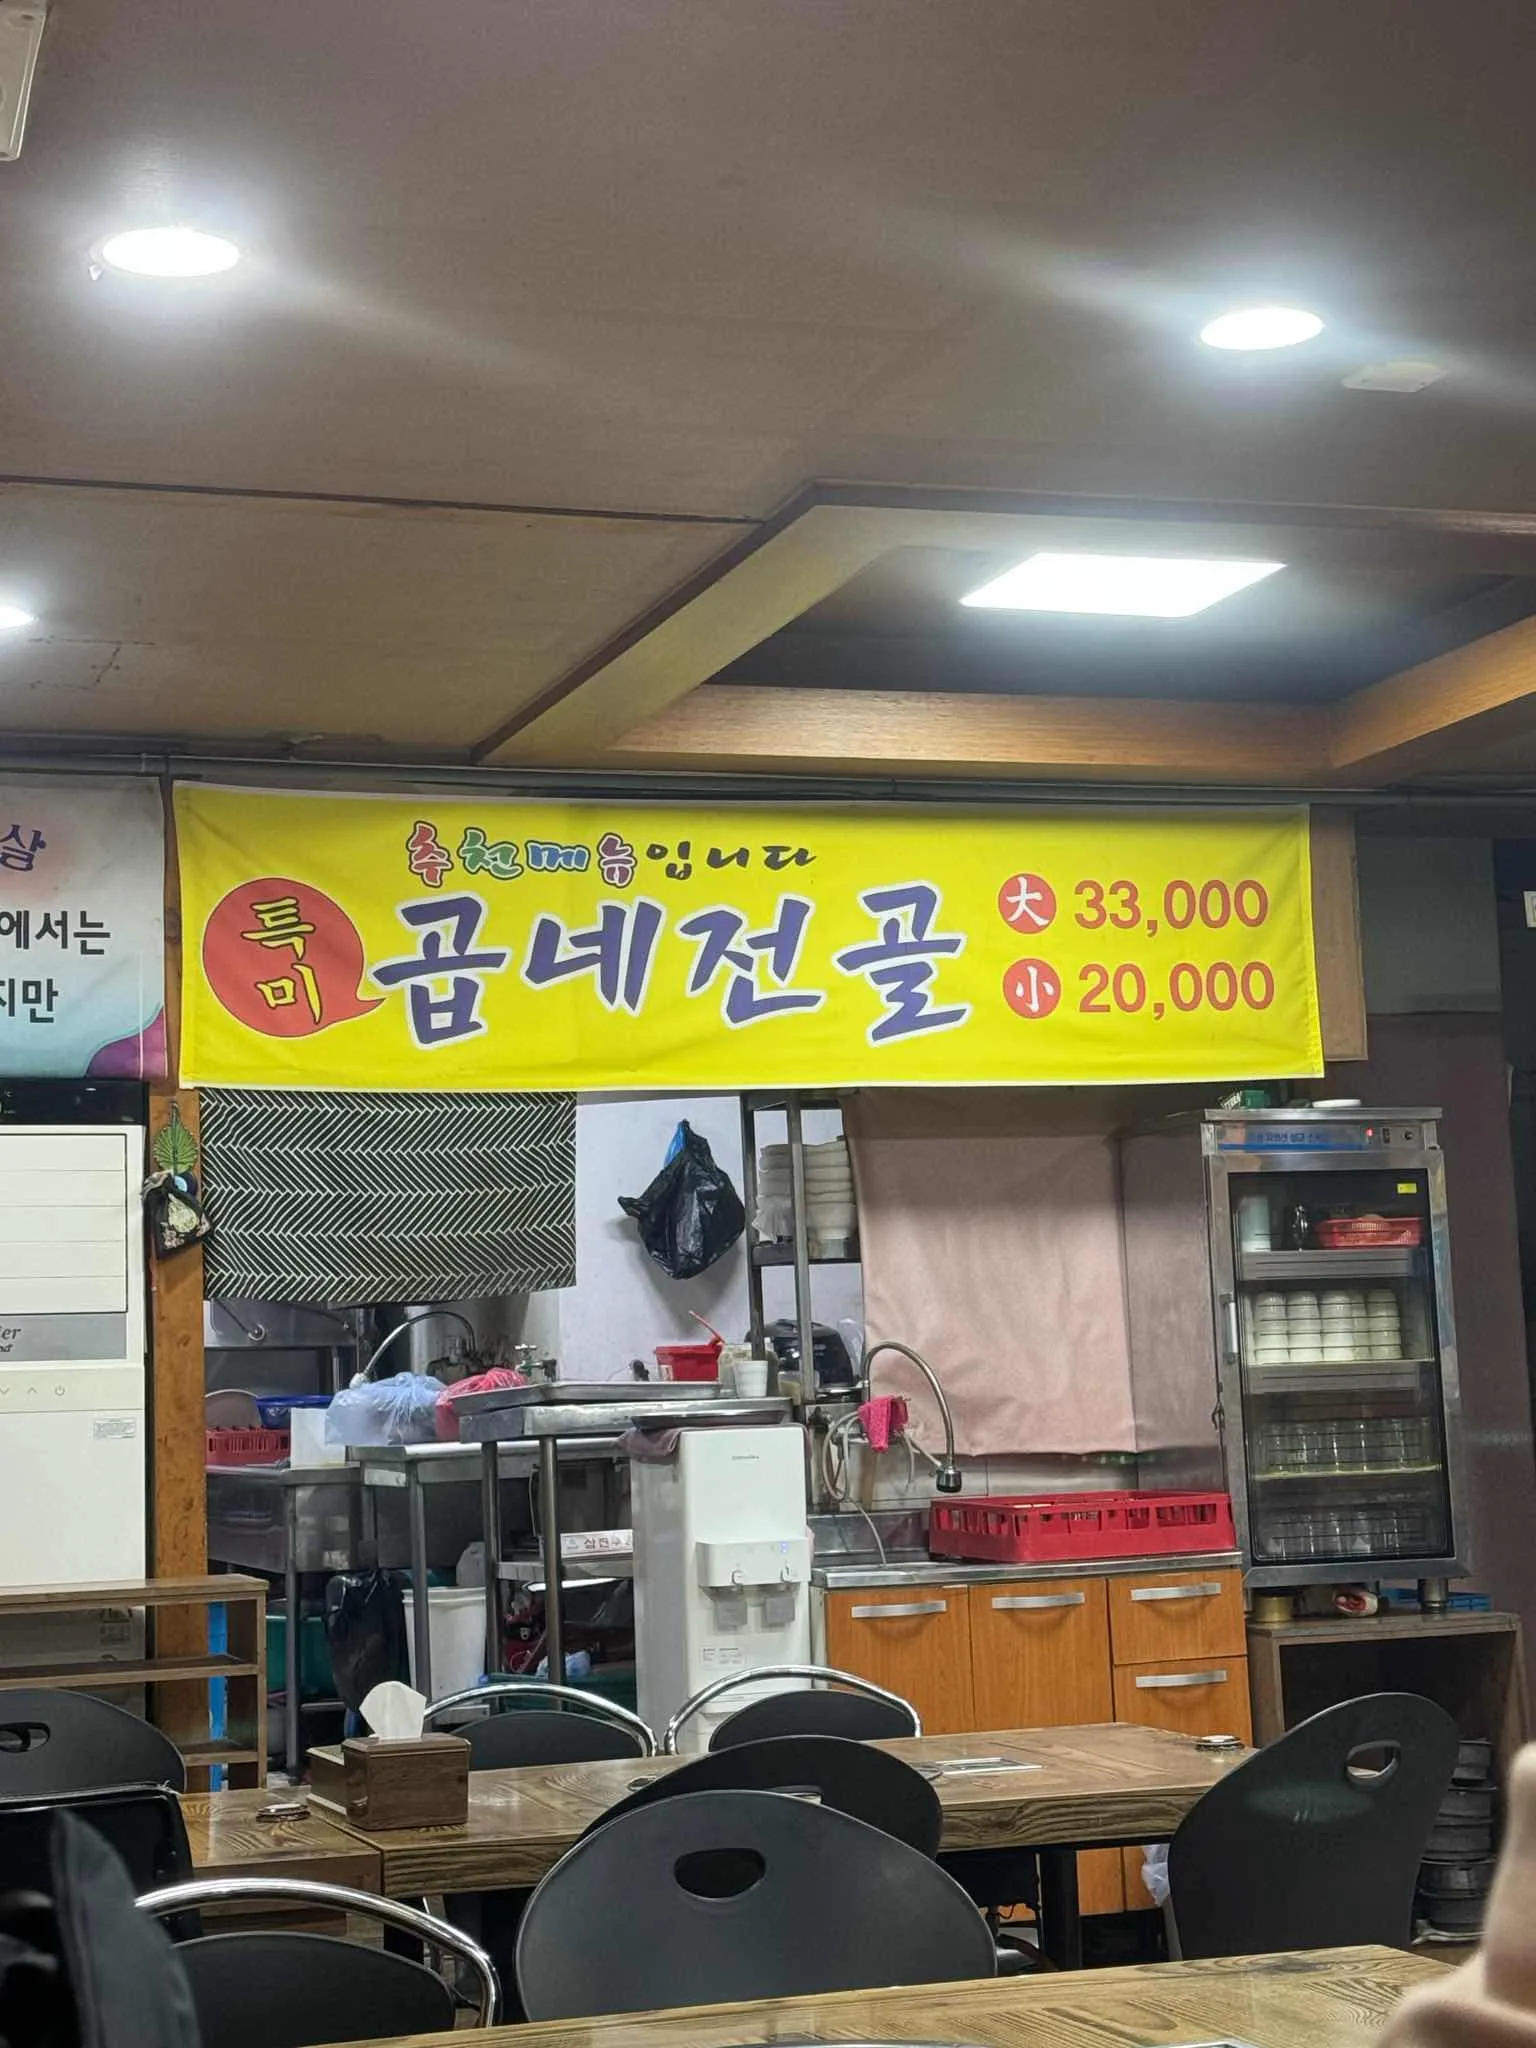 살
에서는
지만
추천메뉴입니다
특미
곱네전골
大 33,000
小 20,000